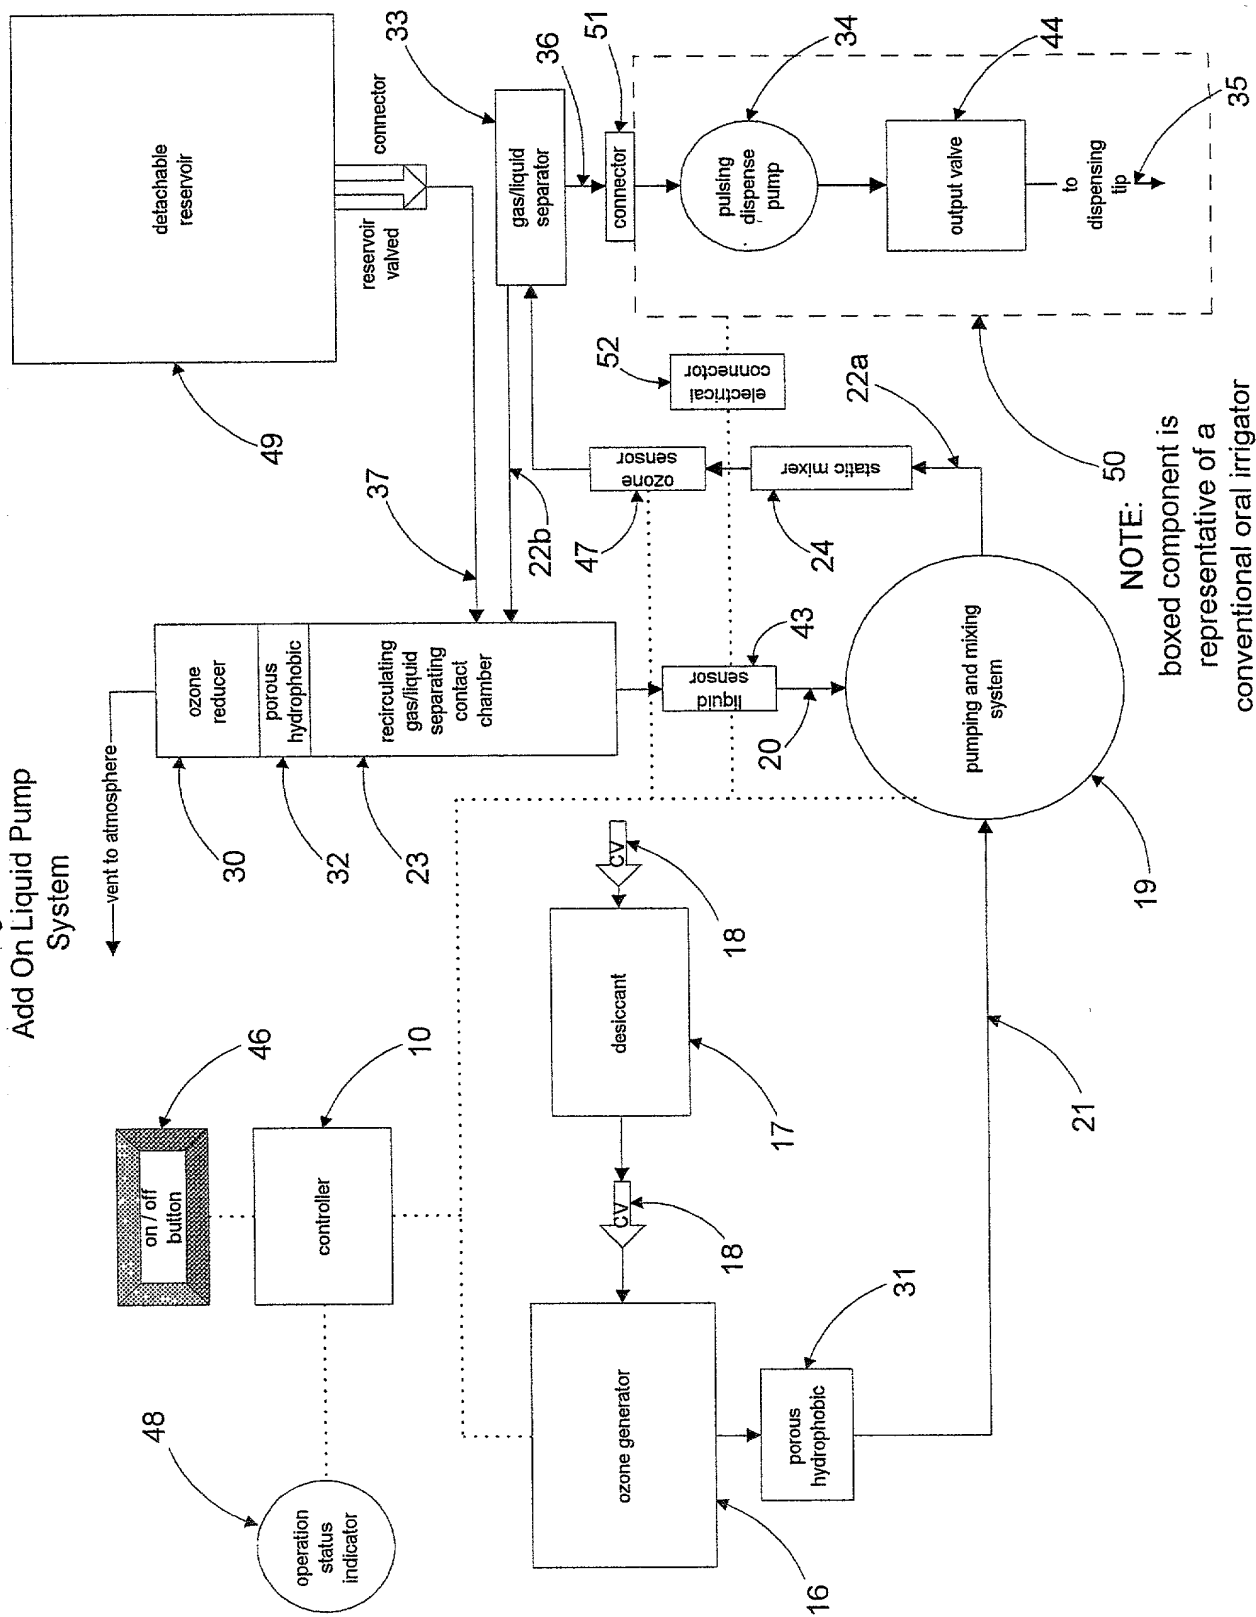 Add On Liquid Pump
System
vent to atmosphere
46
on / off
button
10
controller
48
operation
status
indicator
ozone
reducer
30
porous
hydrophobic
32
recirculating
gas/liquid
separating
contact
chamber
23
detachable
reservoir
49
reservoir
valved
connector
37
22b
33
gas/liquid
separator
36
51
connector
pulsing
dispense
pump
34
output valve
44
to
dispensing
tip
35
50
52
electrical
connector
ozone
sensor
47
static mixer
24
22a
liquid
sensor
43
20
pumping and mixing
system
19
CV
18
desiccant
17
CV
18
ozone generator
16
porous
hydrophobic
31
21
NOTE:
boxed component is
representative of a
conventional oral irrigator